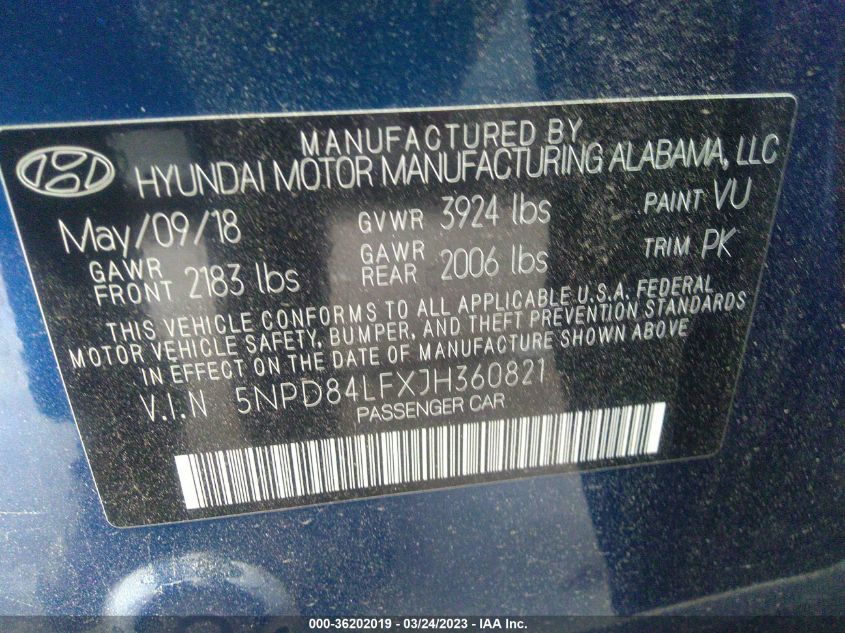 MANUFACTURED BY
HYUNDAI MOTOR MANUFACTURING ALABAMA, LLC
May/09/18 GVWR 3924 lbs PAINT VU
GAWR FRONT 2183 lbs GAWR REAR 2006 lbs TRIM PK
THIS VEHICLE CONFORMS TO ALL APPLICABLE U.S.A. FEDERAL
MOTOR VEHICLE SAFETY, BUMPER, AND THEFT PREVENTION STANDARDS
IN EFFECT ON THE DATE OF MANUFACTURE SHOWN ABOVE
V.I.N 5NPD84LFXJH360821
PASSENGER CAR
000-36202019 - 03/24/2023 - IAA Inc.